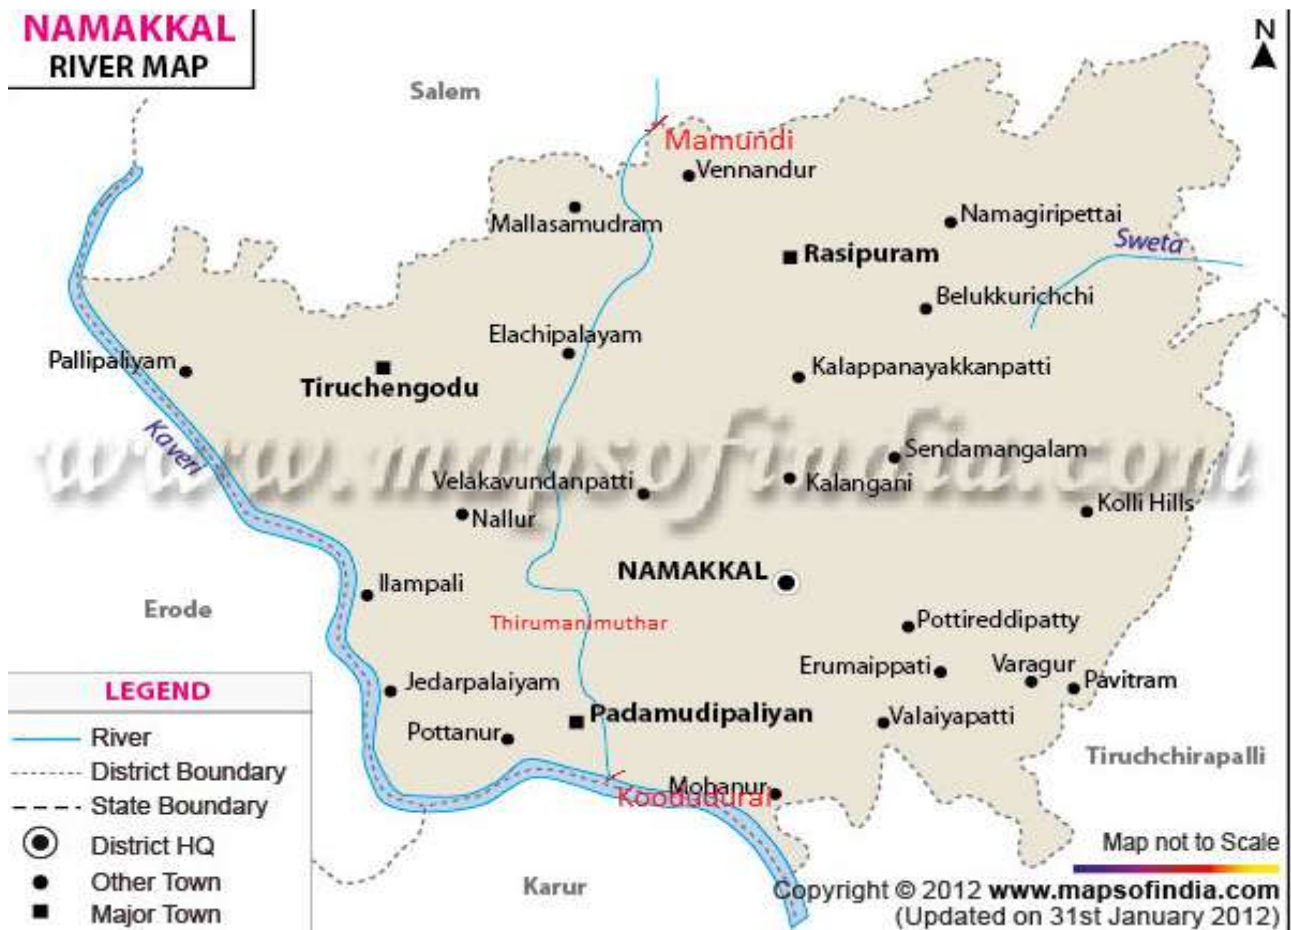 NAMAKKAL
RIVER MAP
N
Salem
Mamundi
Vennandur
Mallasamudram
Namagiripettai
Sweta
Rasipuram
Belukkurichchi
Elachipalayam
Pallipaliyam
Kalappanayakkanpatti
Tiruchengodu
Kaveri
www.mapsofindia.com
Sendamangalam
Velakavundanpatti
Kalangani
Kolli Hills
Nallur
NAMAKKAL
Ilampali
Erode
Thirumanimuthar
Pottireddipatty
Erumaippati
Varagur
Pavitram
Jedarpalaiyam
Padamudipaliyan
Valaiyapatti
Pottanur
Tiruchchirapalli
Mohanur
Koodudurai
Karur
LEGEND
River
District Boundary
State Boundary
District HQ
Other Town
Major Town
Map not to Scale
Copyright © 2012 www.mapsofindia.com
(Updated on 31st January 2012)